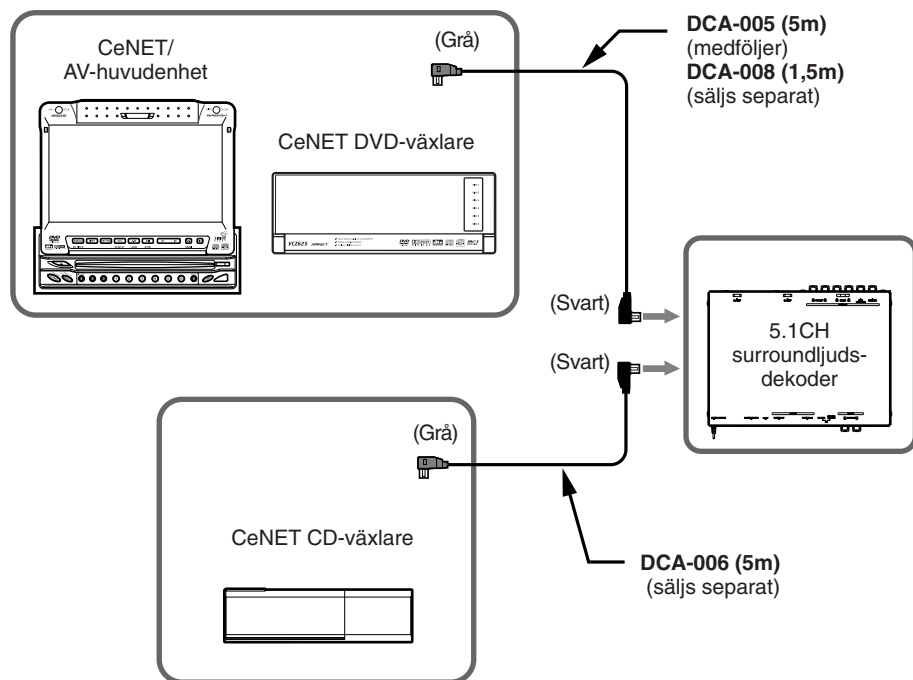 CeNET/
AV-huvudenhet
(Grå)
DCA-005 (5m)
(medföljer)
DCA-008 (1,5m)
(säljs separat)
CeNET DVD-växlare
VCZ625
(Svart)
(Svart)
5.1CH
surroundljuds-
dekoder
(Grå)
CeNET CD-växlare
DCA-006 (5m)
(säljs separat)